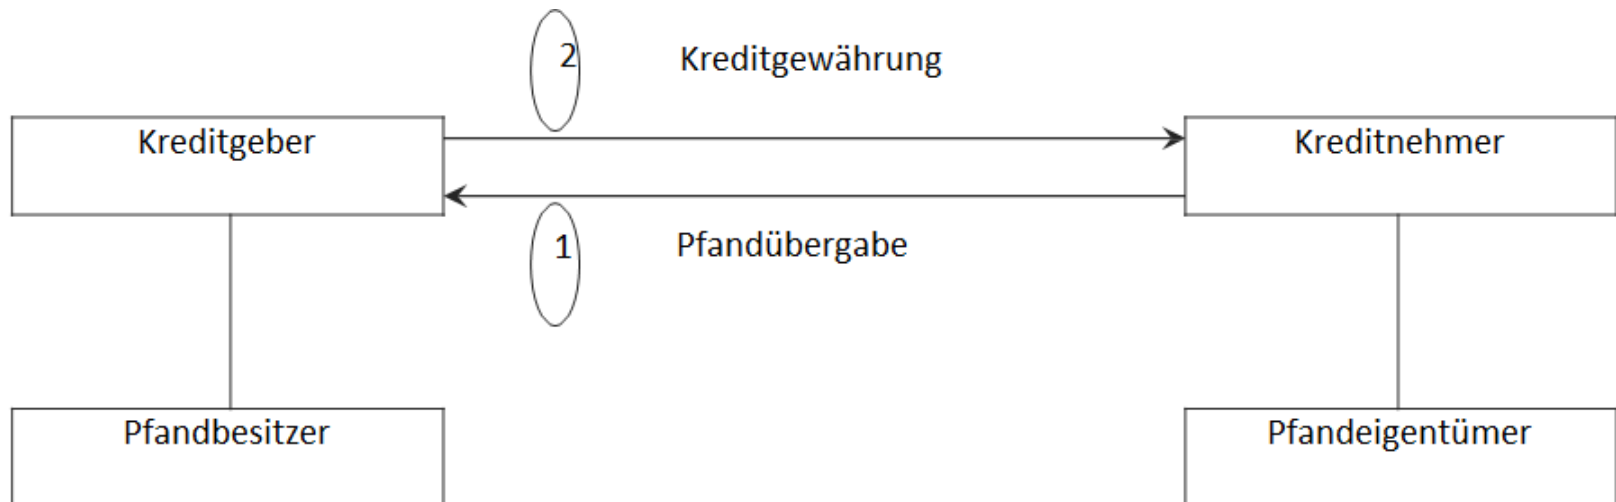 2
Kreditgewährung
Kreditgeber
Kreditnehmer
1
Pfandübergabe
Pfandbesitzer
Pfandeigentümer